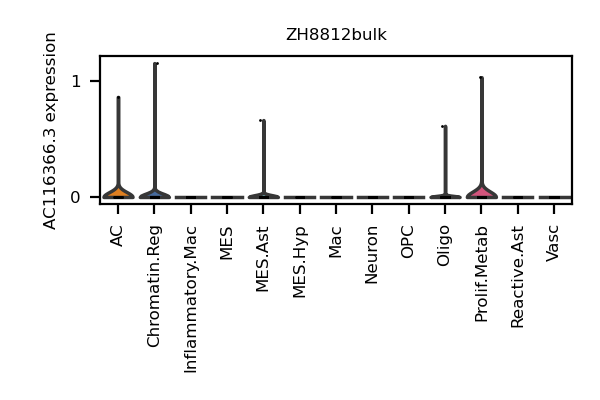 ZH8812bulk
AC116366.3 expression
1
0
AC
Chromatin.Reg
Inflammatory.Mac
MES
MES.Ast
MES.Hyp
Mac
Neuron
OPC
Oligo
Prolif.Metab
Reactive.Ast
Vasc